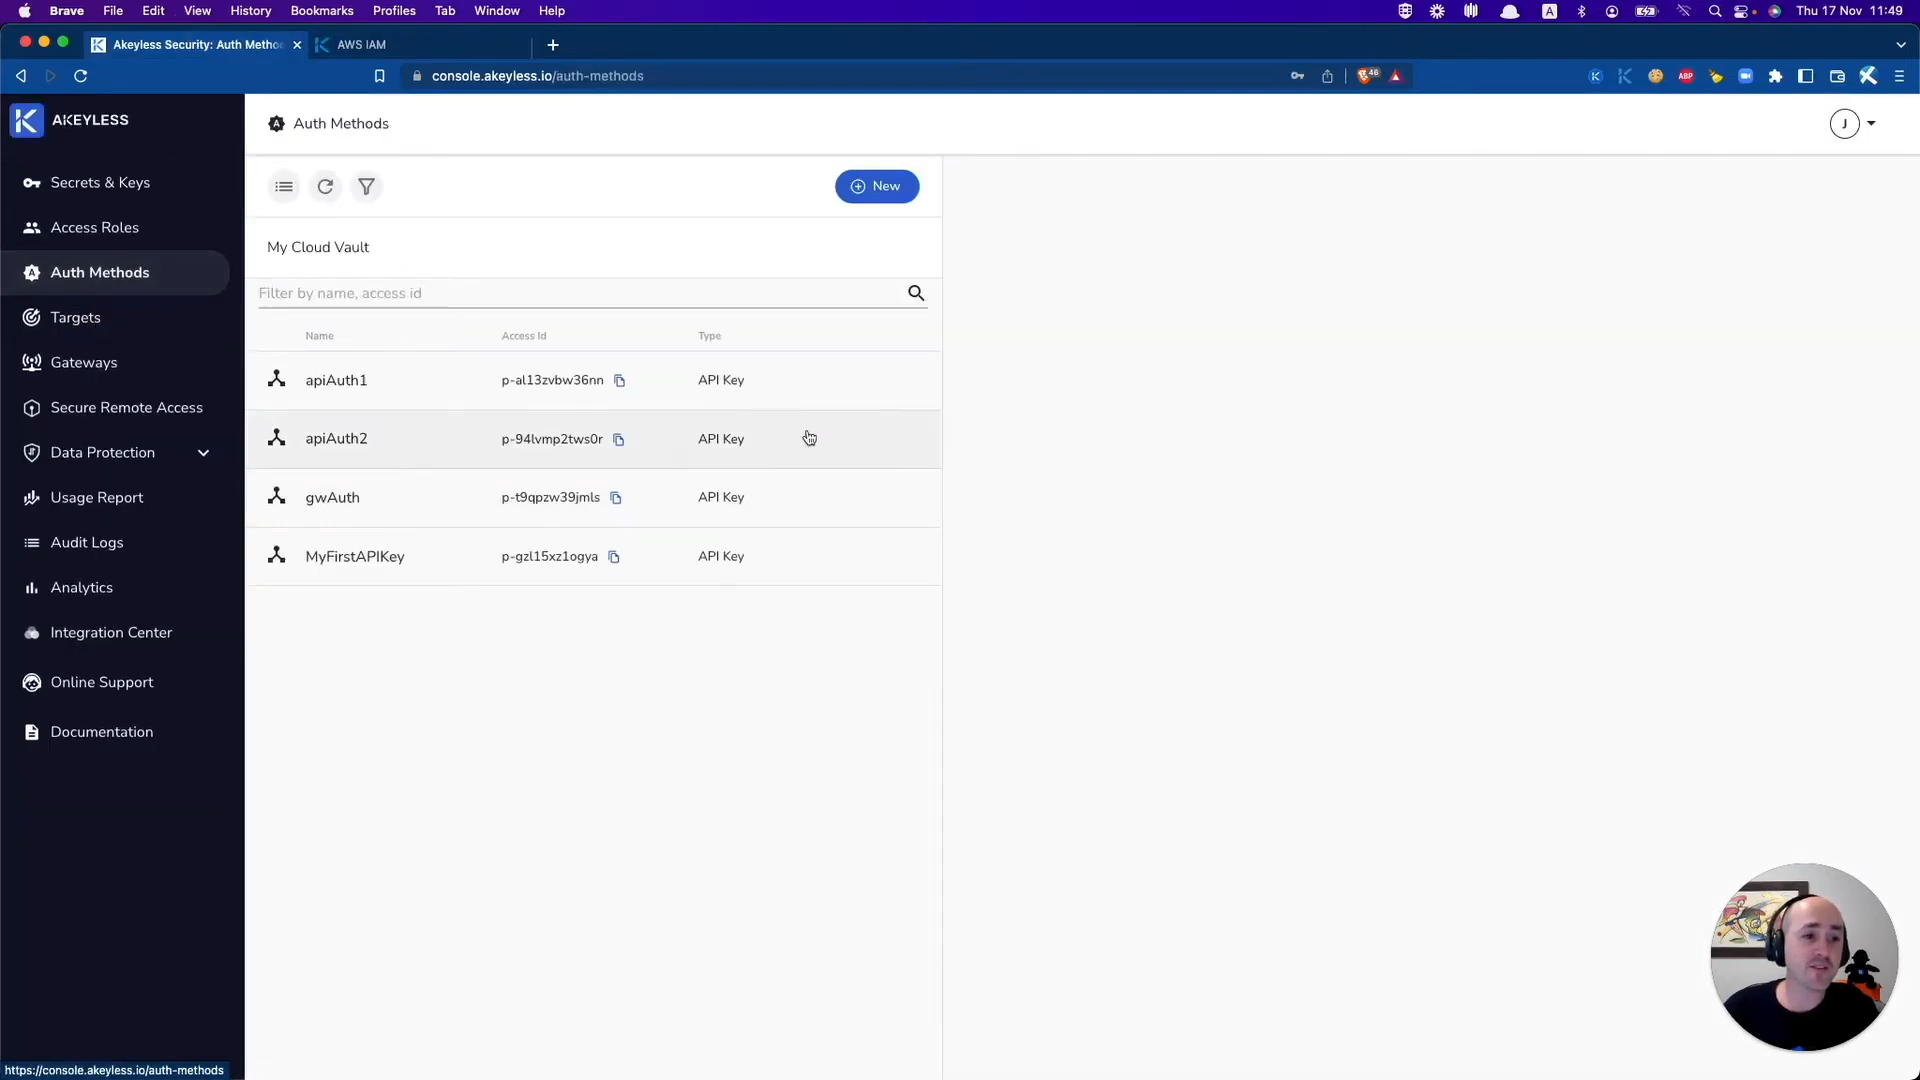 Brave File Edit View History Bookmarks Profiles Tab Window Help
A Thu 17 Nov 11:49
Akeyless Security: Auth Metho
AWS IAM
console.akeyless.io/auth-methods
46
ABP
AKEYLESS
Auth Methods
J
Secrets & Keys
Access Roles
Auth Methods
Targets
Gateways
Secure Remote Access
Data Protection
Usage Report
Audit Logs
Analytics
Integration Center
Online Support
Documentation
New
My Cloud Vault
Filter by name, access id
Name Access Id Type
apiAuth1 p-al13zvbw36nn API Key
apiAuth2 p-94lvmp2tws0r API Key
gwAuth p-t9qpzw39jmls API Key
MyFirstAPIKey p-gzl15xz1ogya API Key
https://console.akeyless.io/auth-methods